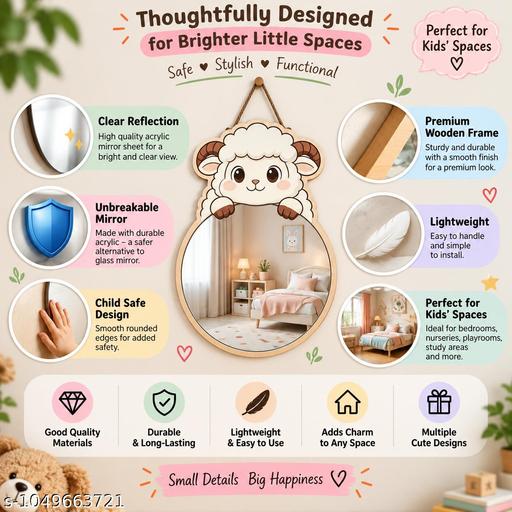 Thoughtfully Designed
for Brighter Little Spaces
Safe ♥ Stylish ♥ Functional
Perfect for
Kids' Spaces
Clear Reflection
High quality acrylic
mirror sheet for a
bright and clear view.
Unbreakable
Mirror
Made with durable
acrylic – a safer
alternative to
glass mirror.
Child Safe
Design
Smooth rounded
edges for added
safety.
Premium
Wooden Frame
Sturdy and durable
with a smooth finish
for a premium look.
Lightweight
Easy to handle
and simple
to install.
Perfect for
Kids' Spaces
Ideal for bedrooms,
nurseries, playrooms,
study areas
and more.
Good Quality
Materials
Durable
& Long-Lasting
Lightweight
& Easy to Use
Adds Charm
to Any Space
Multiple
Cute Designs
Small Details Big Happiness
s-1049663721